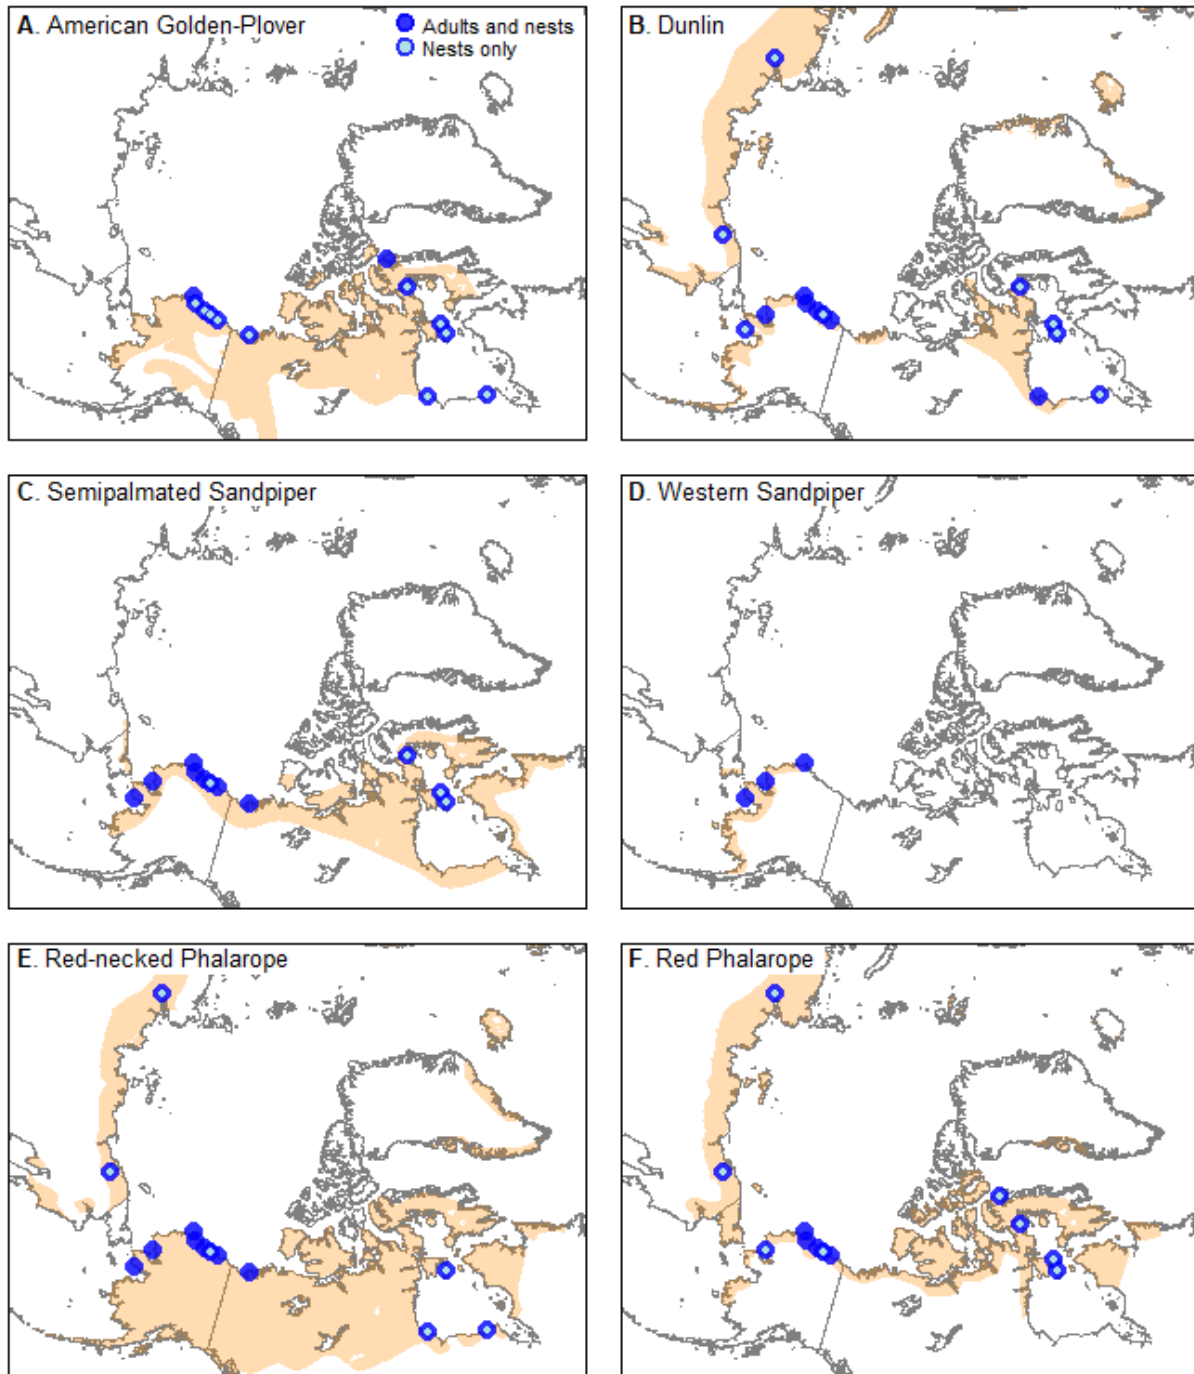 A. American Golden-Plover
Adults and nests
Nests only
B. Dunlin
C. Semipalmated Sandpiper
D. Western Sandpiper
E. Red-necked Phalarope
F. Red Phalarope